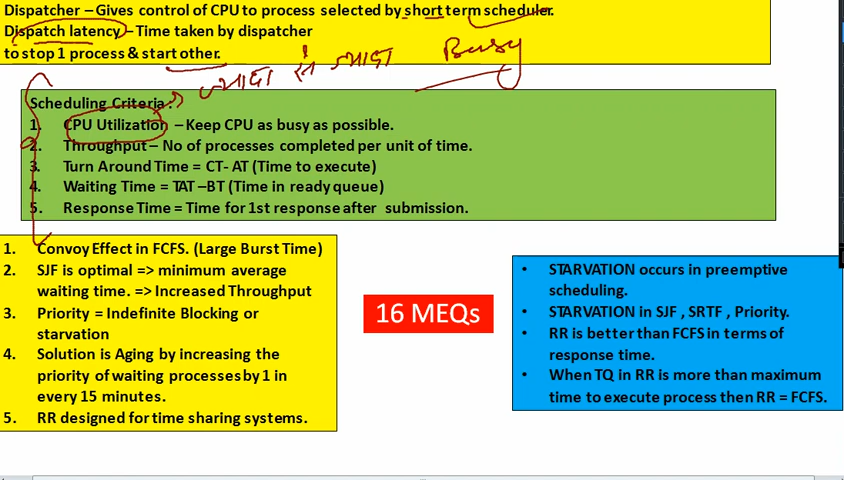 Dispatcher – Gives control of CPU to process selected by short term scheduler.
Dispatch latency – Time taken by dispatcher
to stop 1 process & start other.
Busy
ज्यादा से ज्यादा
Scheduling Criteria :
1. CPU Utilization – Keep CPU as busy as possible.
2. Throughput – No of processes completed per unit of time.
3. Turn Around Time = CT- AT (Time to execute)
4. Waiting Time = TAT –BT (Time in ready queue)
5. Response Time = Time for 1st response after submission.
1. Convoy Effect in FCFS. (Large Burst Time)
2. SJF is optimal => minimum average
waiting time. => Increased Throughput
3. Priority = Indefinite Blocking or
starvation
4. Solution is Aging by increasing the
priority of waiting processes by 1 in
every 15 minutes.
5. RR designed for time sharing systems.
16 MEQs
• STARVATION occurs in preemptive
scheduling.
• STARVATION in SJF , SRTF , Priority.
• RR is better than FCFS in terms of
response time.
• When TQ in RR is more than maximum
time to execute process then RR = FCFS.